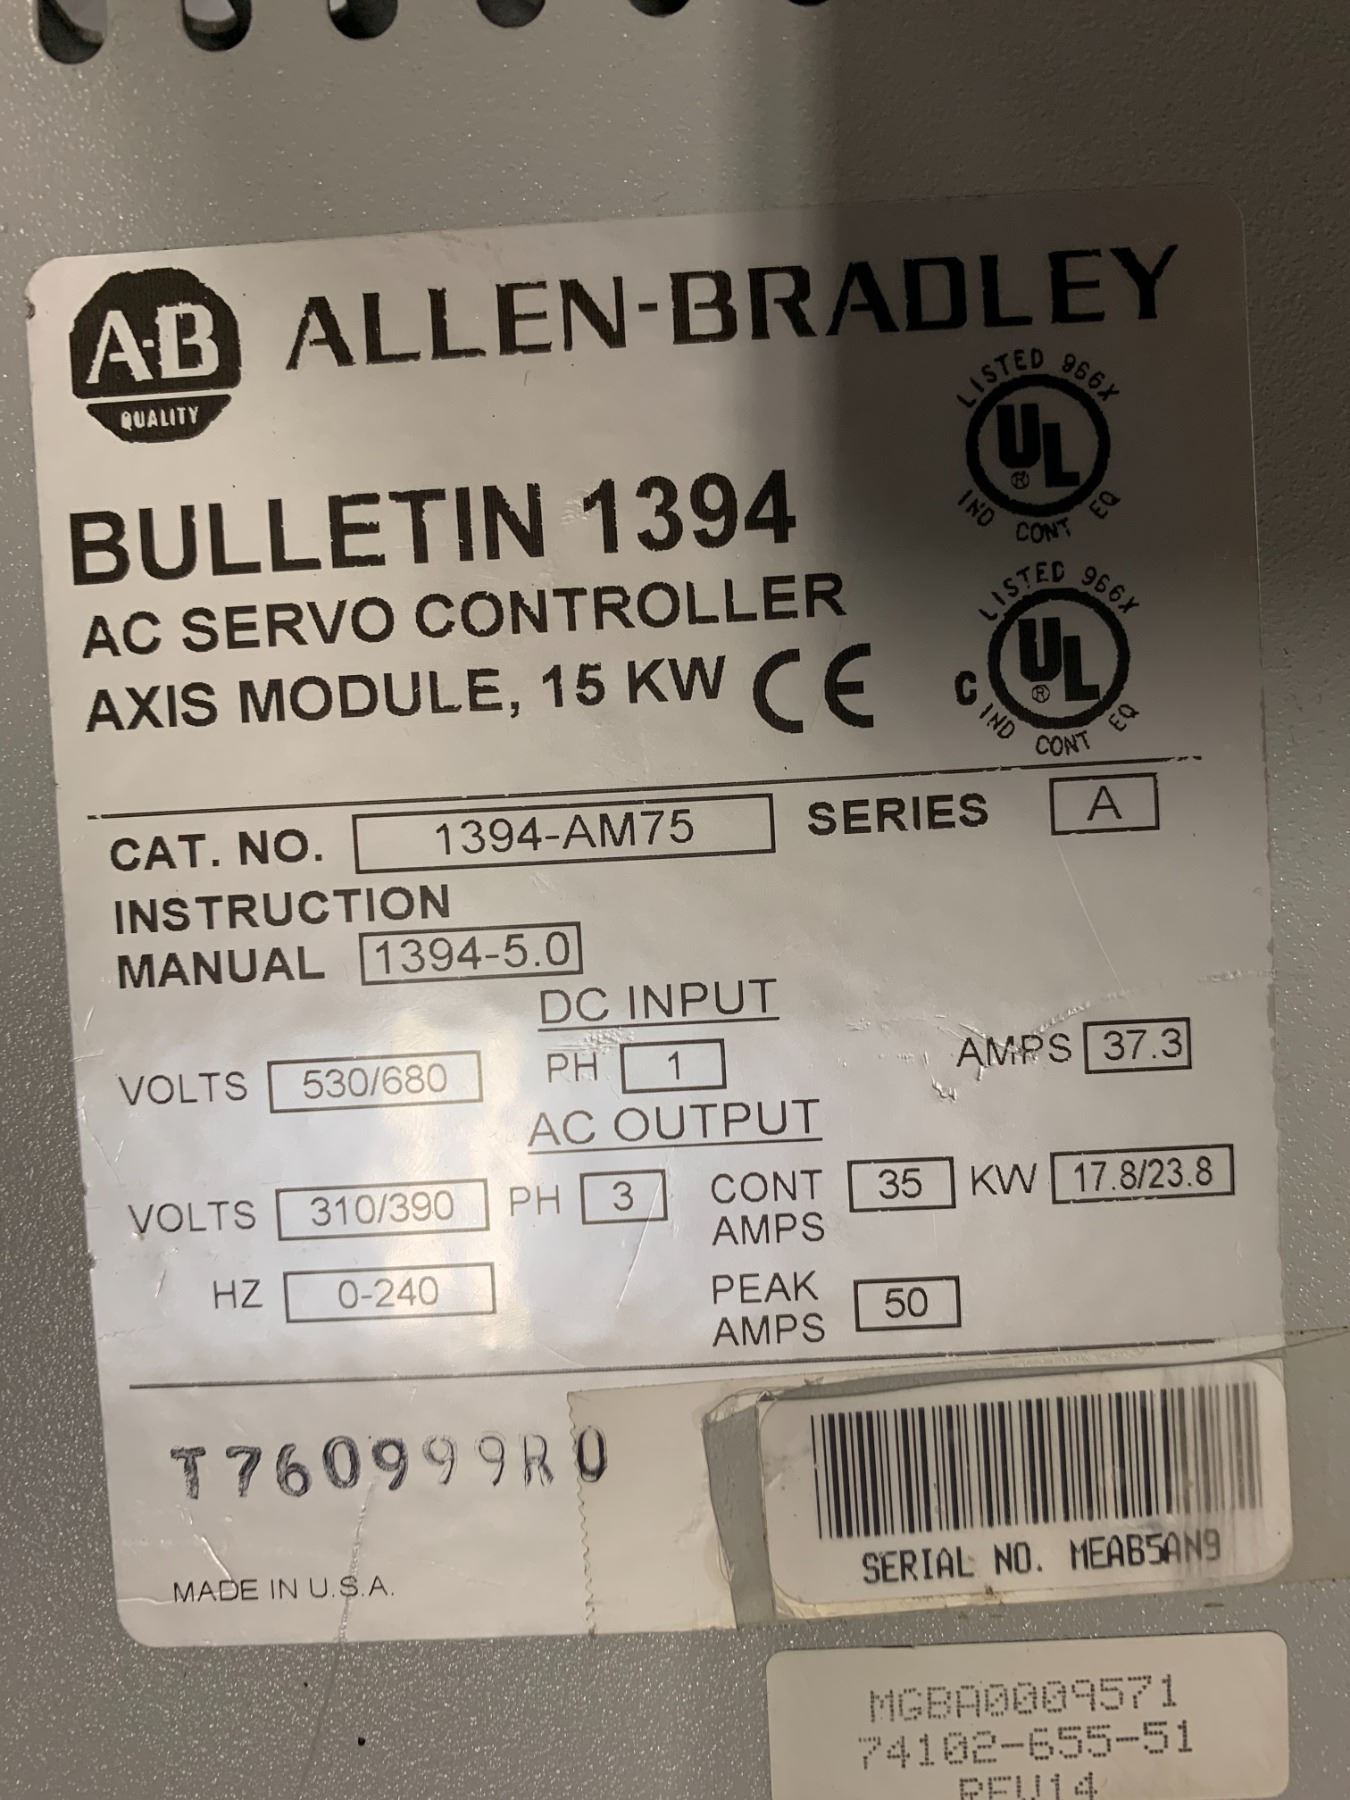 A-B
QUALITY
ALLEN-BRADLEY
LISTED 966X
UL ®
IND CONT EQ
BULLETIN 1394
AC SERVO CONTROLLER
AXIS MODULE, 15 KW CE
LISTED 966X
C UL ®
IND CONT EQ
CAT. NO. 1394-AM75 SERIES A
INSTRUCTION
MANUAL 1394-5.0
DC INPUT
VOLTS 530/680 PH 1 AMPS 37.3
AC OUTPUT
VOLTS 310/390 PH 3 CONT AMPS 35 KW 17.8/23.8
HZ 0-240 PEAK AMPS 50
T760999R0
SERIAL NO. MEAB5AN9
MADE IN U.S.A.
MGBA0009571
74102-655-51
REV14